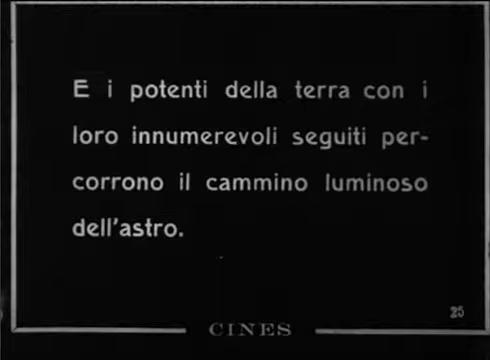 E i potenti della terra con i
loro innumerevoli seguiti per-
corrono il cammino luminoso
dell'astro.
25
CINES